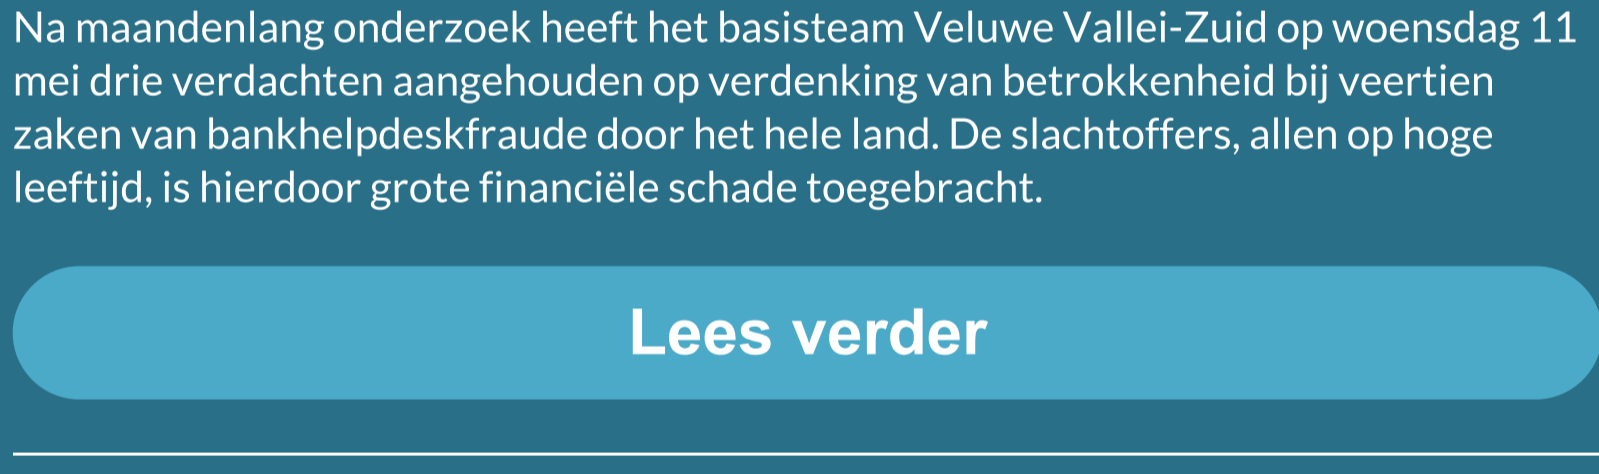 Na maandenlang onderzoek heeft het basisteam Veluwe Vallei-Zuid op woensdag 11
mei drie verdachten aangehouden op verdenking van betrokkenheid bij veertien
zaken van bankhelpdeskfraude door het hele land. De slachtoffers, allen op hoge
leeftijd, is hierdoor grote financiële schade toegebracht.
Lees verder